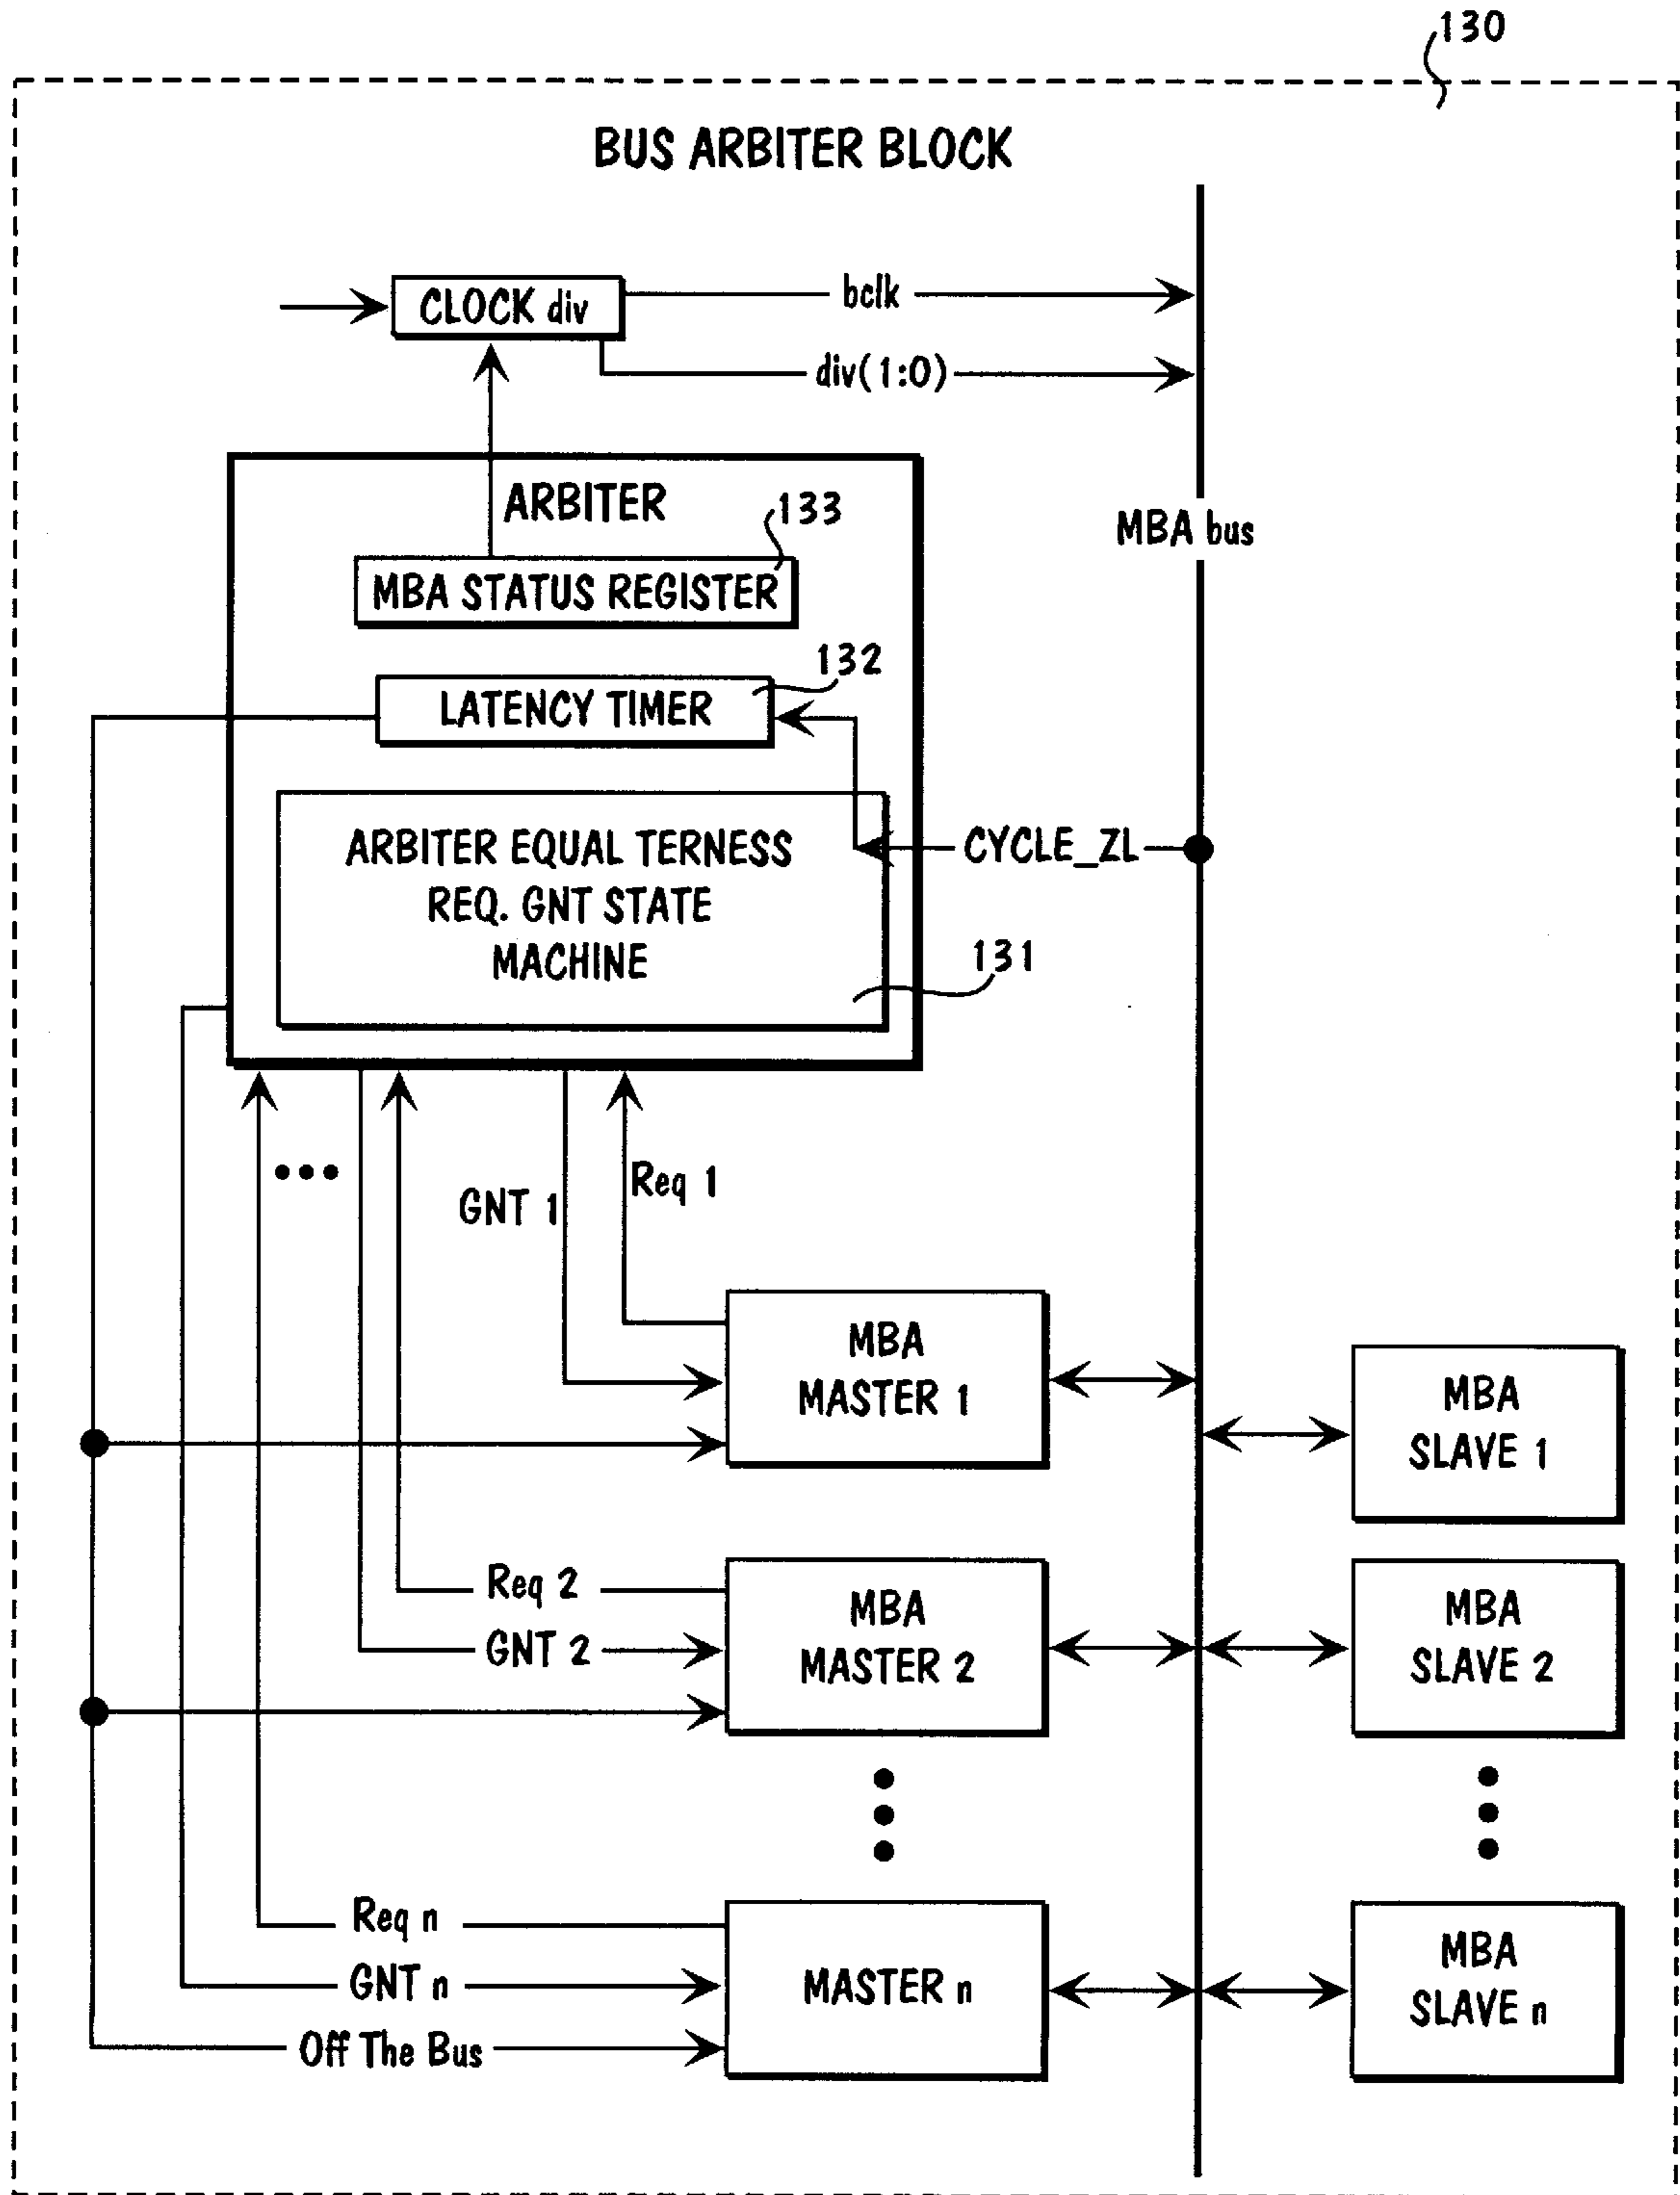 130
BUS ARBITER BLOCK
CLOCK div
bclk
div(1:0)
ARBITER
133
MBA bus
MBA STATUS REGISTER
132
LATENCY TIMER
ARBITER EQUAL TERNESS
REQ. GNT STATE
MACHINE
CYCLE_ZL
131
GNT 1
Req 1
MBA
MASTER 1
MBA
SLAVE 1
Req 2
GNT 2
MBA
MASTER 2
MBA
SLAVE 2
Req n
GNT n
Off The Bus
MASTER n
MBA
SLAVE n